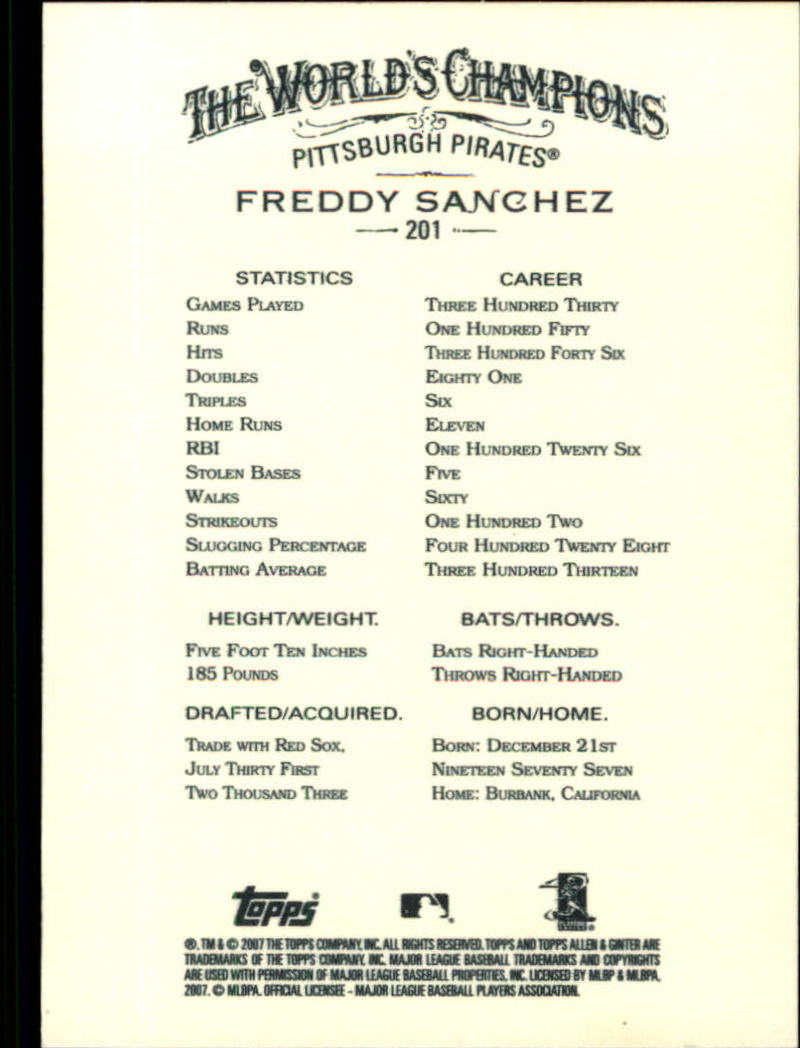 THE WORLD'S CHAMPIONS
PITTSBURGH PIRATES®
FREDDY SANCHEZ
201
STATISTICS CAREER
GAMES PLAYED THREE HUNDRED THIRTY
RUNS ONE HUNDRED FIFTY
HITS THREE HUNDRED FORTY SIX
DOUBLES EIGHTY ONE
TRIPLES SIX
HOME RUNS ELEVEN
RBI ONE HUNDRED TWENTY SIX
STOLEN BASES FIVE
WALKS SIXTY
STRIKEOUTS ONE HUNDRED TWO
SLUGGING PERCENTAGE FOUR HUNDRED TWENTY EIGHT
BATTING AVERAGE THREE HUNDRED THIRTEEN
HEIGHT/WEIGHT. BATS/THROWS.
FIVE FOOT TEN INCHES BATS RIGHT-HANDED
185 POUNDS THROWS RIGHT-HANDED
DRAFTED/ACQUIRED. BORN/HOME.
TRADE WITH RED SOX, BORN: DECEMBER 21ST
JULY THIRTY FIRST NINETEEN SEVENTY SEVEN
TWO THOUSAND THREE HOME: BURBANK, CALIFORNIA
Topps®
®, TM & © 2007 THE TOPPS COMPANY, INC. ALL RIGHTS RESERVED. TOPPS AND TOPPS ALLEN & GINTER ARE
TRADEMARKS OF THE TOPPS COMPANY, INC. MAJOR LEAGUE BASEBALL TRADEMARKS AND COPYRIGHTS
ARE USED WITH PERMISSION OF MAJOR LEAGUE BASEBALL PROPERTIES, INC. LICENSED BY MLBP & MLBPA.
2007. © MLBPA. OFFICIAL LICENSEE - MAJOR LEAGUE BASEBALL PLAYERS ASSOCIATION.